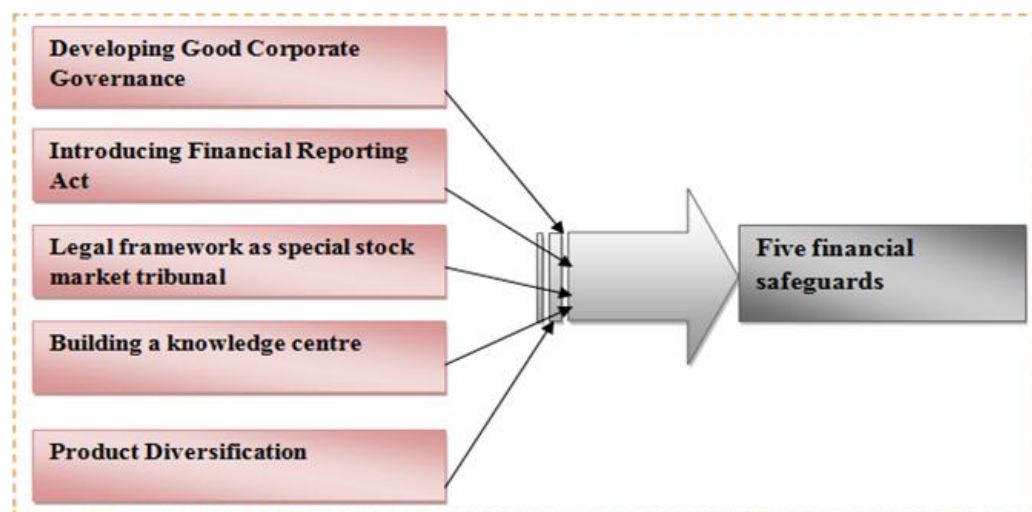 Developing Good Corporate
Governance
Introducing Financial Reporting
Act
Legal framework as special stock
market tribunal
Building a knowledge centre
Product Diversification
Five financial
safeguards